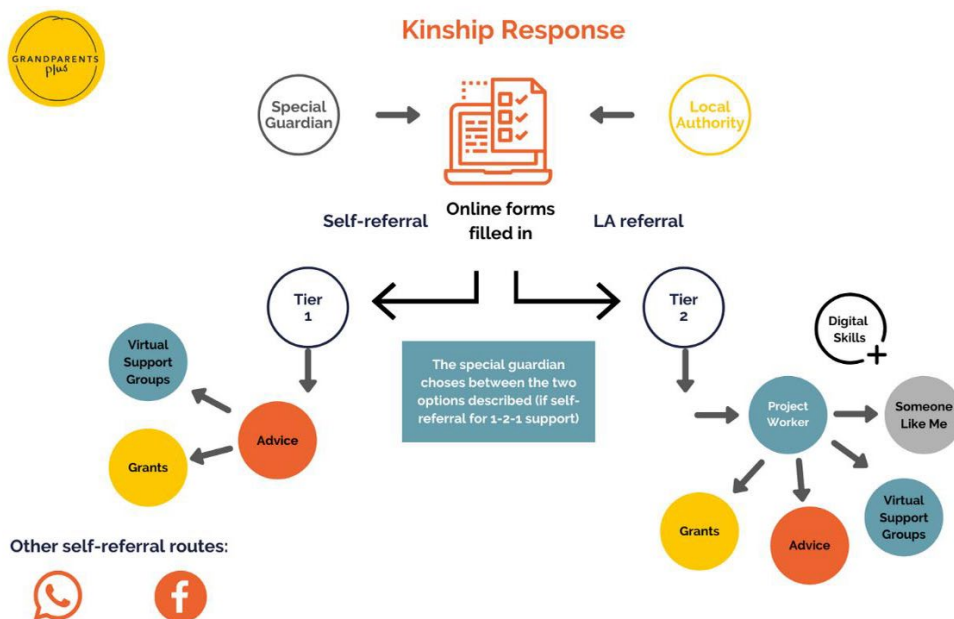 GRANDPARENTS
plus
Kinship Response
Special
Guardian
Local
Authority
Self-referral
Online forms
filled in
LA referral
Tier
1
Tier
2
Digital
Skills
Virtual
Support
Groups
The special guardian
choses between the two
options described (if self-
referral for 1-2-1 support)
Advice
Grants
Project
Worker
Someone
Like Me
Grants
Advice
Virtual
Support
Groups
Other self-referral routes: